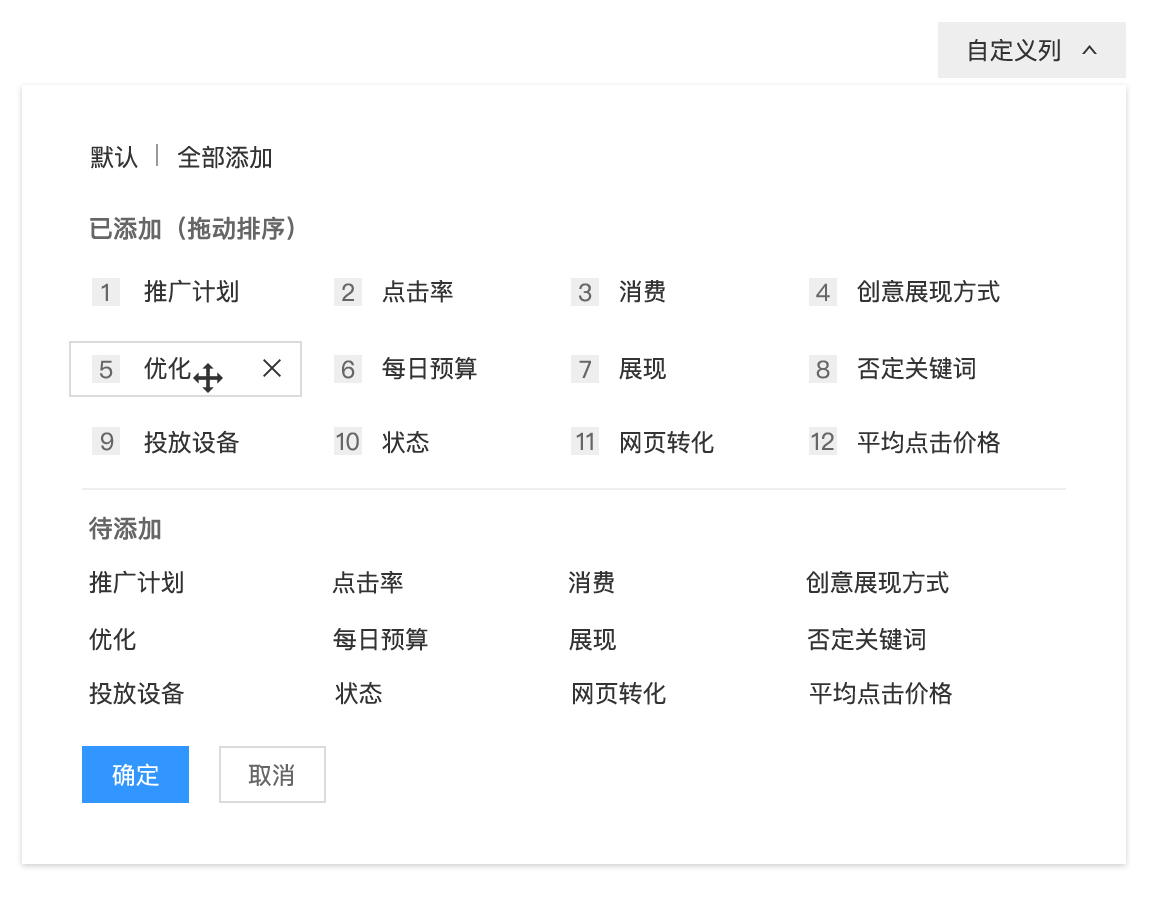 自定义列
默认 | 全部添加
已添加（拖动排序）
1 推广计划 2 点击率 3 消费 4 创意展现方式
5 优化 6 每日预算 7 展现 8 否定关键词
9 投放设备 10 状态 11 网页转化 12 平均点击价格
待添加
推广计划 点击率 消费 创意展现方式
优化 每日预算 展现 否定关键词
投放设备 状态 网页转化 平均点击价格
确定 取消